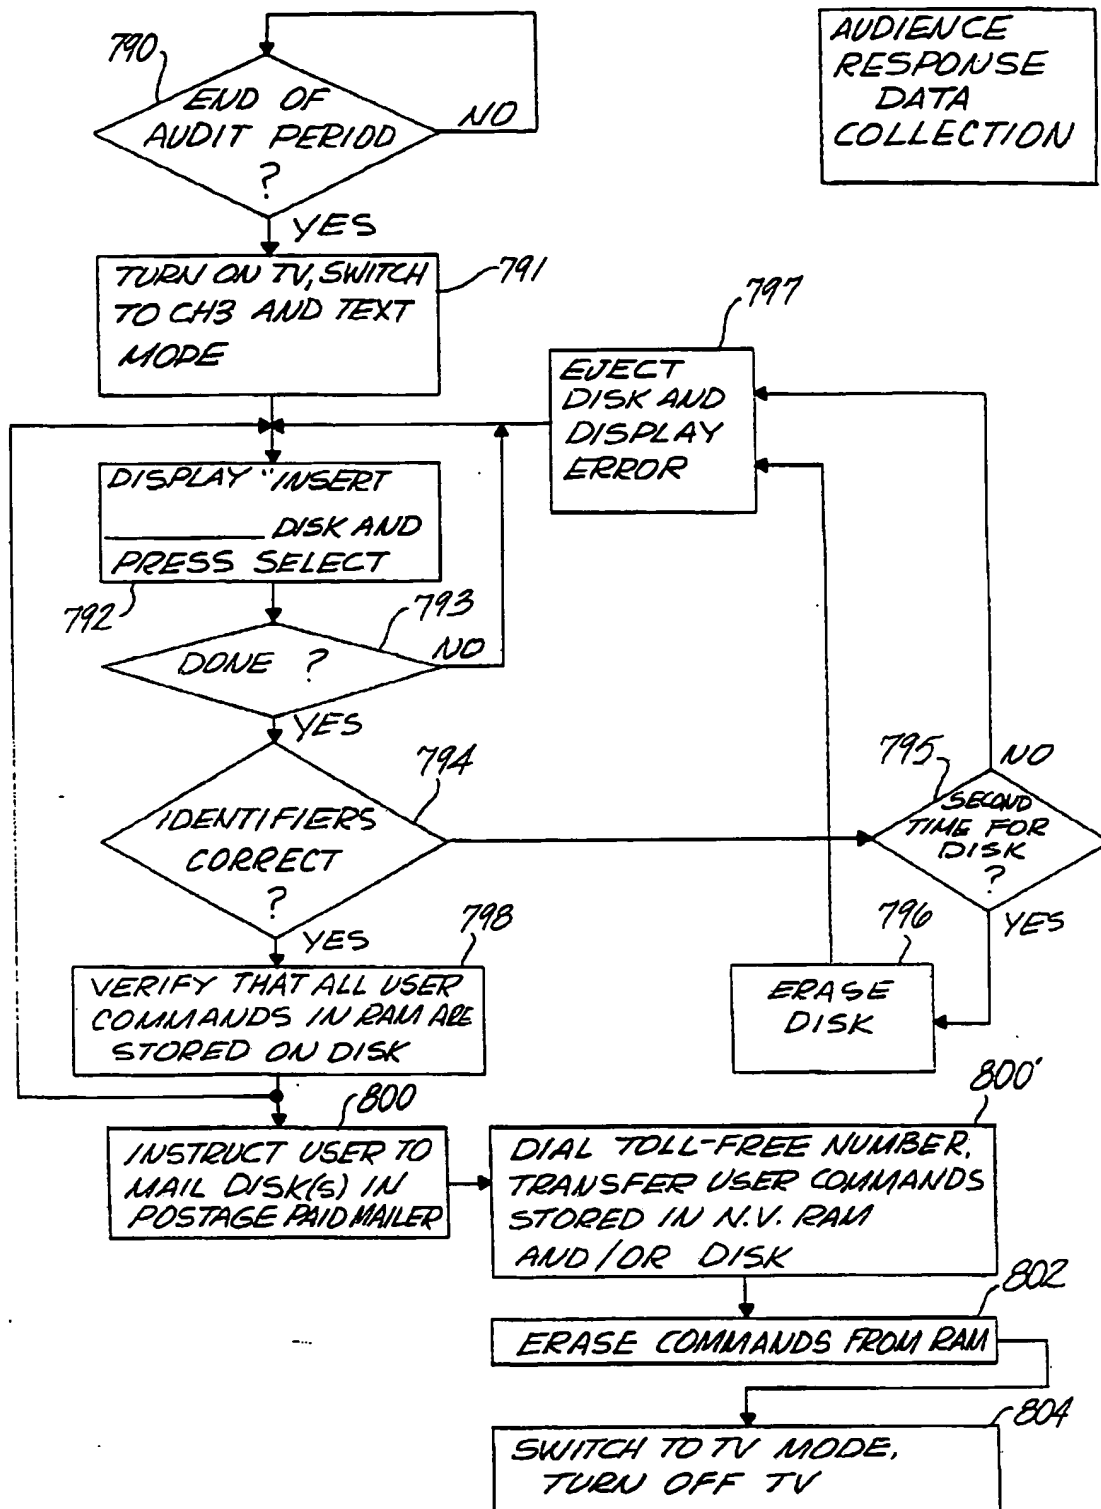 790
END OF
AUDIT PERIOD
?
NO
YES
AUDIENCE
RESPONSE
DATA
COLLECTION
TURN ON TV, SWITCH
TO CH3 AND TEXT
MODE
791
797
EJECT
DISK AND
DISPLAY
ERROR
DISPLAY "INSERT
________ DISK AND
PRESS SELECT
792
793
DONE ?
NO
YES
794
IDENTIFIERS
CORRECT
?
YES
795
NO
SECOND
TIME FOR
DISK
?
YES
796
ERASE
DISK
798
VERIFY THAT ALL USER
COMMANDS IN RAM ARE
STORED ON DISK
800
INSTRUCT USER TO
MAIL DISK(S) IN
POSTAGE PAID MAILER
800'
DIAL TOLL-FREE NUMBER,
TRANSFER USER COMMANDS
STORED IN N.V. RAM
AND/OR DISK
802
ERASE COMMANDS FROM RAM
804
SWITCH TO TV MODE,
TURN OFF TV